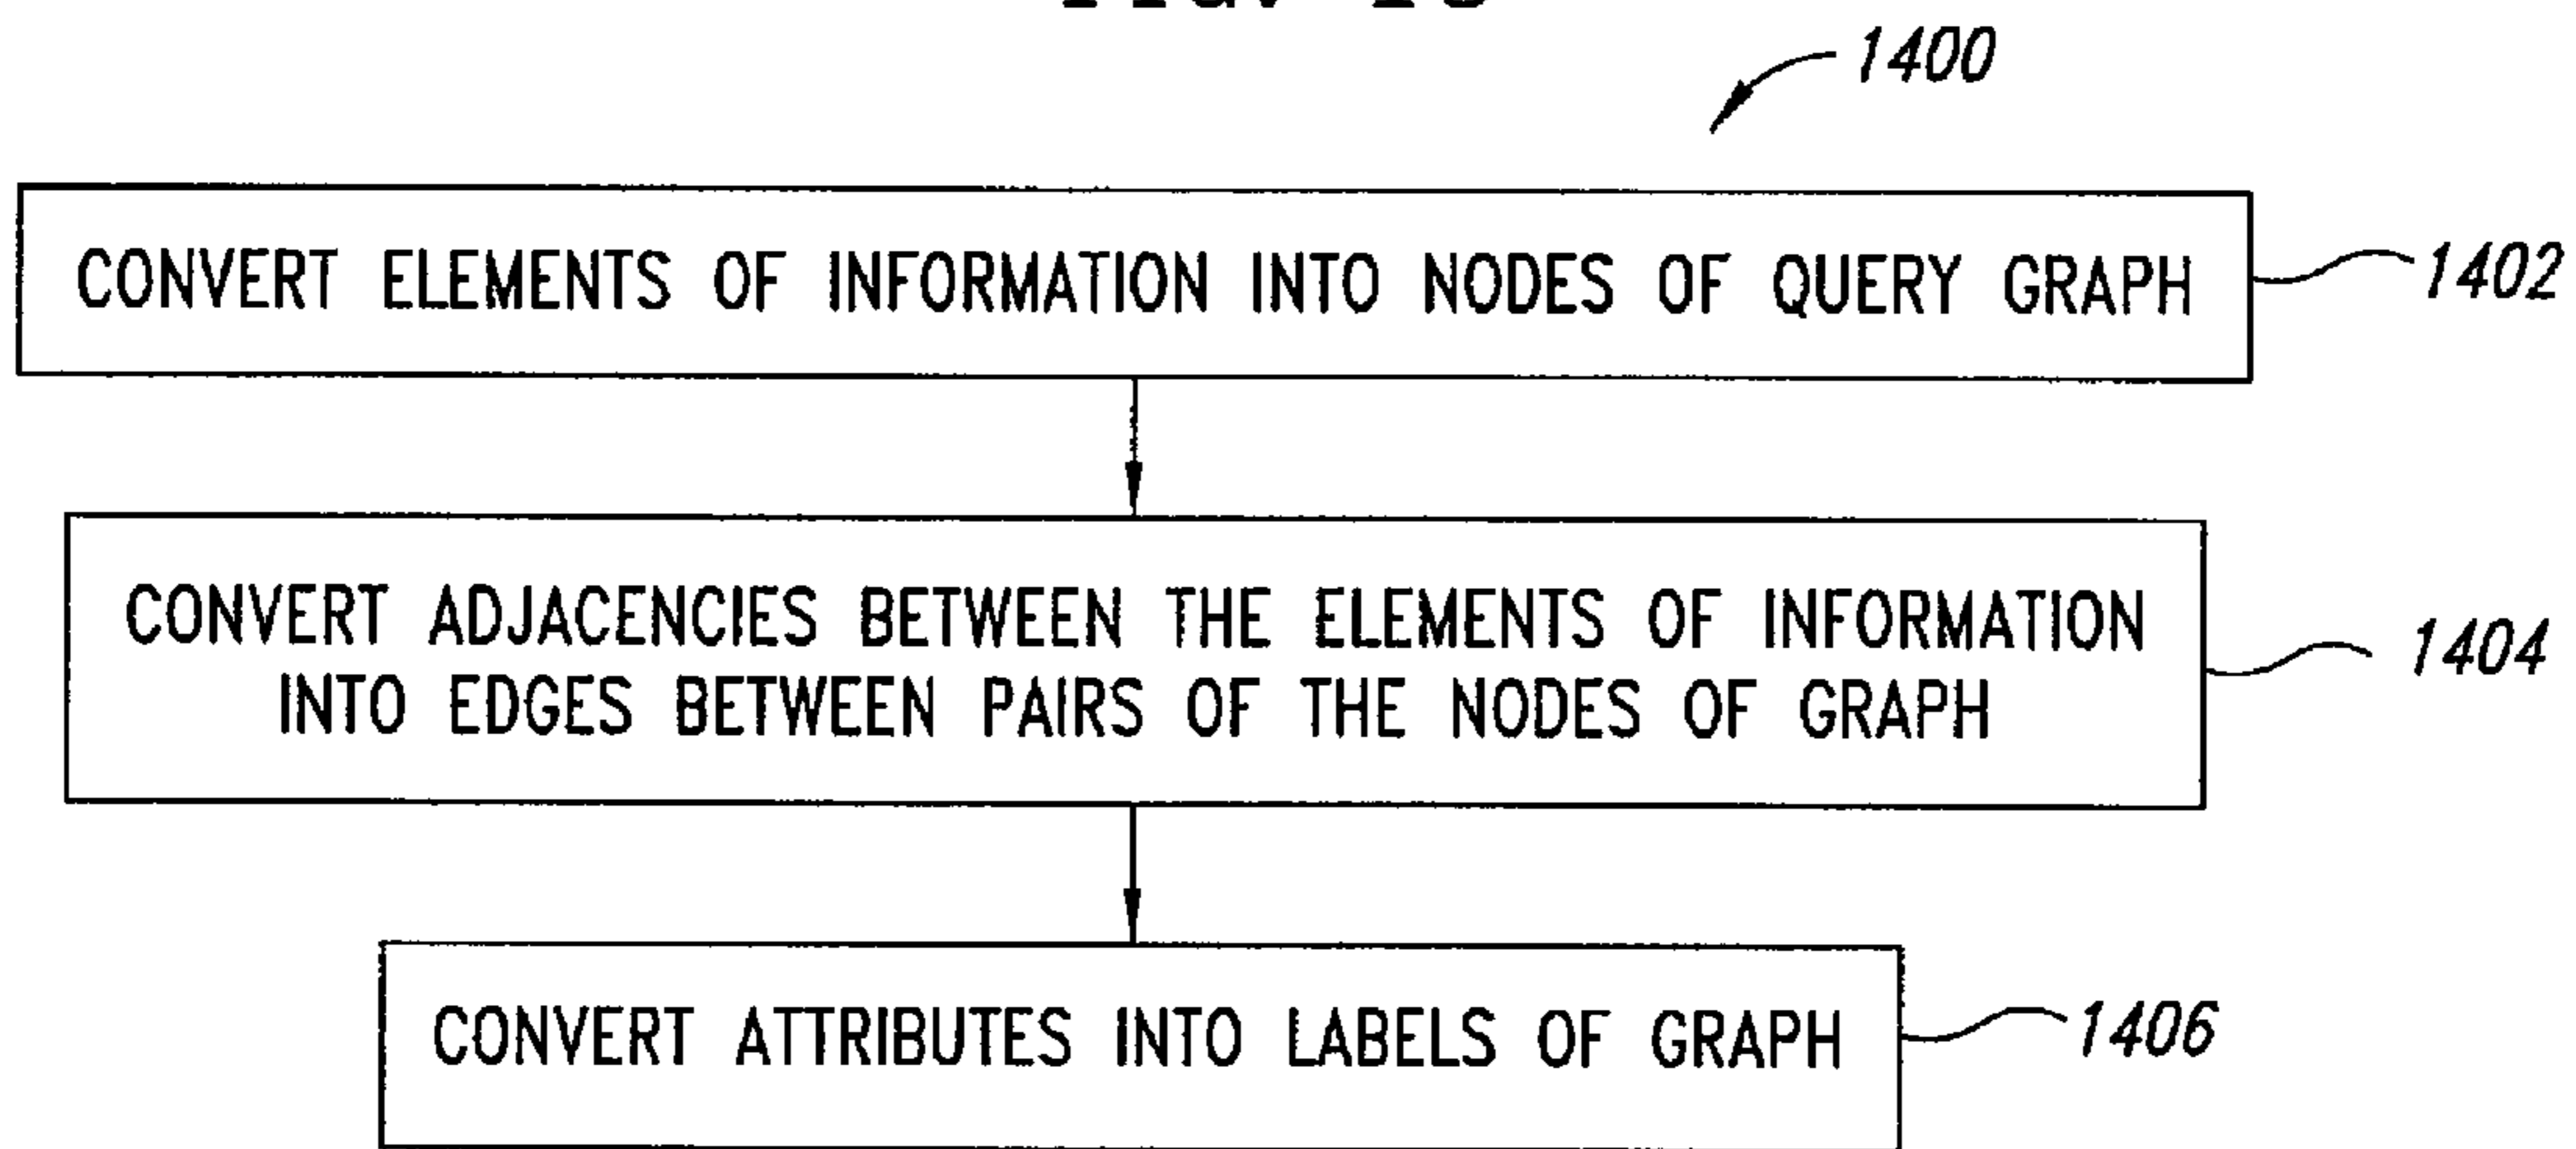 1400
CONVERT ELEMENTS OF INFORMATION INTO NODES OF QUERY GRAPH
1402
CONVERT ADJACENCIES BETWEEN THE ELEMENTS OF INFORMATION
INTO EDGES BETWEEN PAIRS OF THE NODES OF GRAPH
1404
CONVERT ATTRIBUTES INTO LABELS OF GRAPH
1406